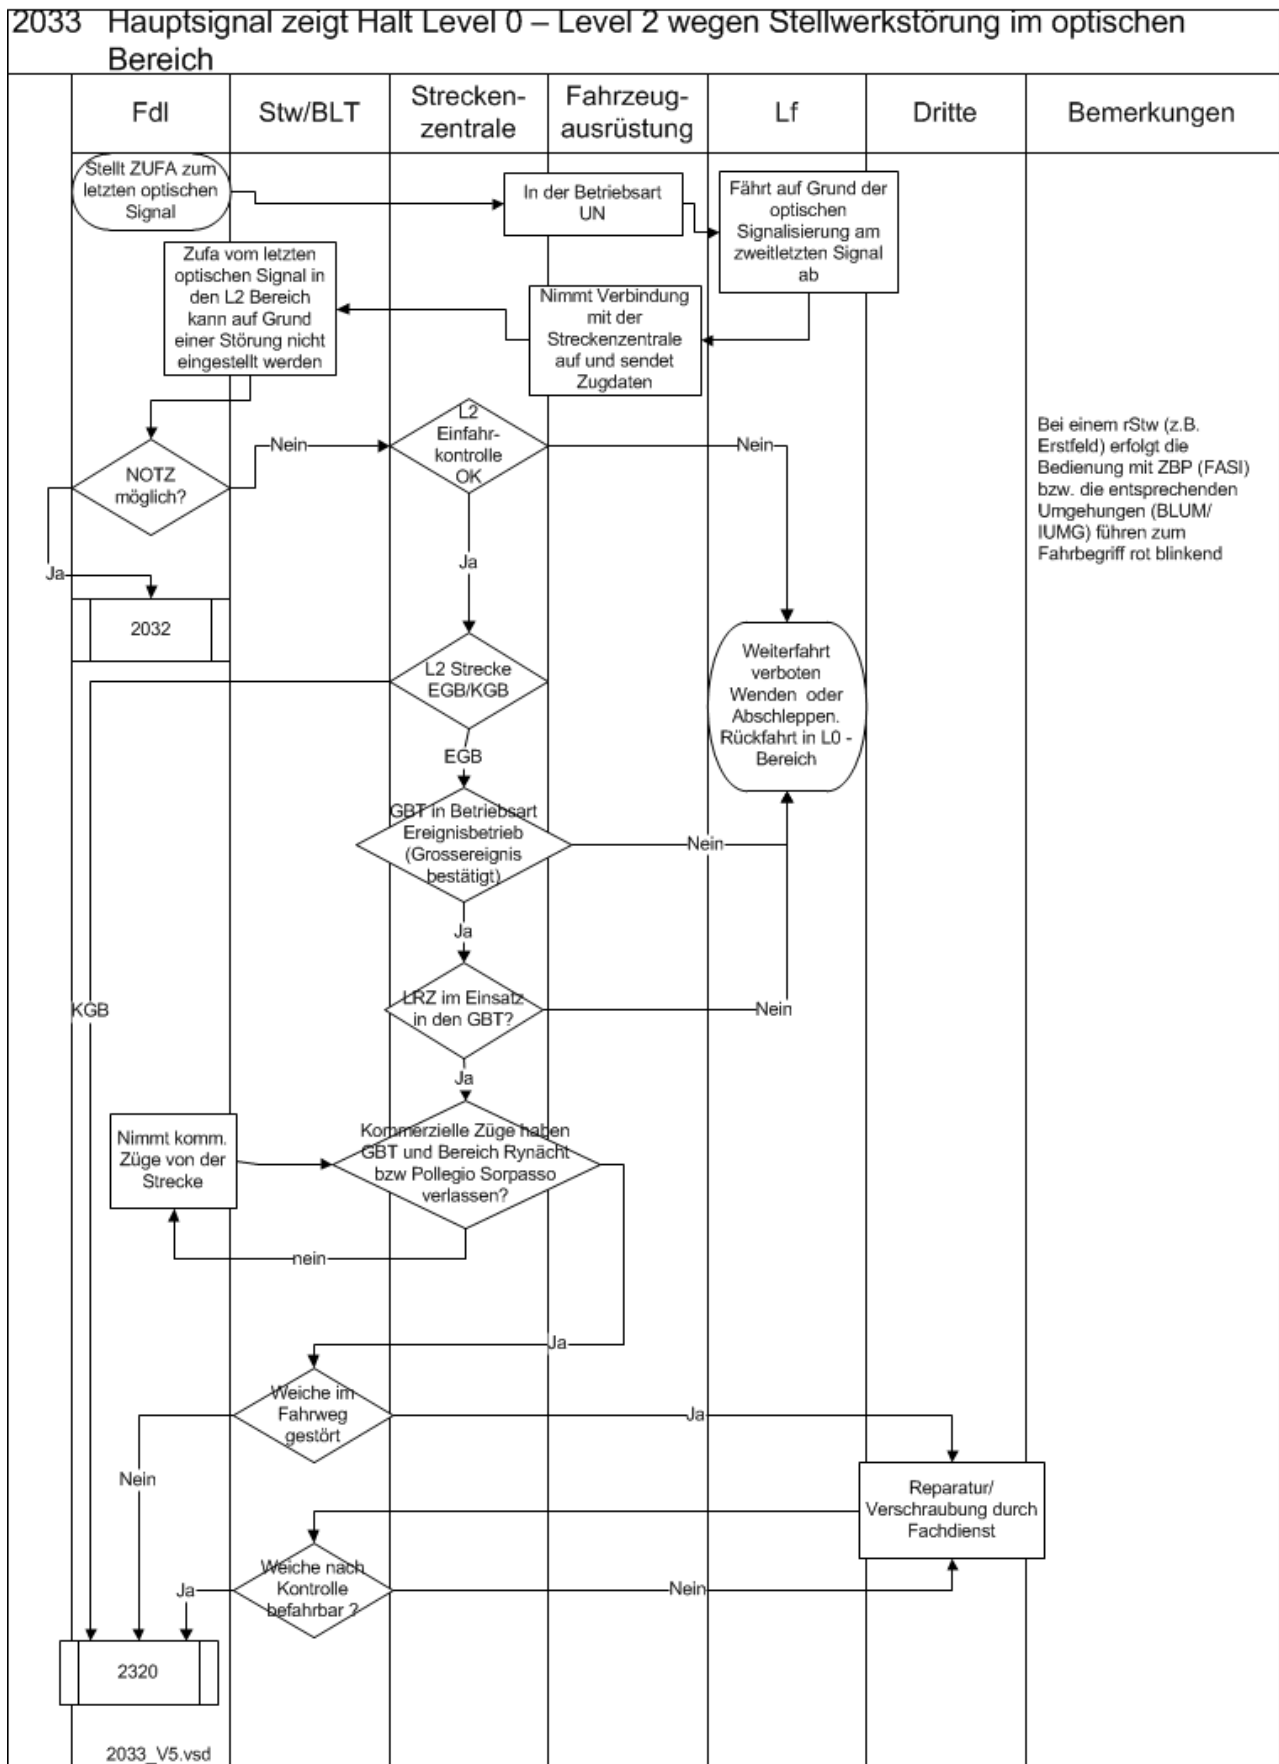 2033 Hauptsignal zeigt Halt Level 0 – Level 2 wegen Stellwerkstörung im optischen
Bereich
Fdl
Stw/BLT
Strecken-
zentrale
Fahrzeug-
ausrüstung
Lf
Dritte
Bemerkungen
Stellt ZUFA zum
letzten optischen
Signal
In der Betriebsart
UN
Fährt auf Grund der
optischen
Signalisierung am
zweitletzten Signal
ab
Zufa vom letzten
optischen Signal in
den L2 Bereich
kann auf Grund
einer Störung nicht
eingestellt werden
Nimmt Verbindung
mit der
Streckenzentrale
auf und sendet
Zugdaten
NOTZ
möglich?
Nein
L2
Einfahr-
kontrolle
OK
Nein
Bei einem rStw (z.B.
Erstfeld) erfolgt die
Bedienung mit ZBP (FASI)
bzw. die entsprechenden
Umgehungen (BLUM/
IUMG) führen zum
Fahrbegriff rot blinkend
Ja
Ja
2032
L2 Strecke
EGB/KGB
Weiterfahrt
verboten
Wenden oder
Abschleppen.
Rückfahrt in L0 -
Bereich
EGB
GBT in Betriebsart
Ereignisbetrieb
(Grossereignis
bestätigt)
Nein
Ja
KGB
LRZ im Einsatz
in den GBT?
Nein
Ja
Nimmt komm.
Züge von der
Strecke
Kommerzielle Züge haben
GBT und Bereich Rynächt
bzw Pollegio Sorpasso
verlassen?
nein
Ja
Weiche im
Fahrweg
gestört
Ja
Nein
Reparatur/
Verschraubung durch
Fachdienst
Weiche nach
Kontrolle
befahrbar ?
Ja
Nein
2320
2033_V5.vsd